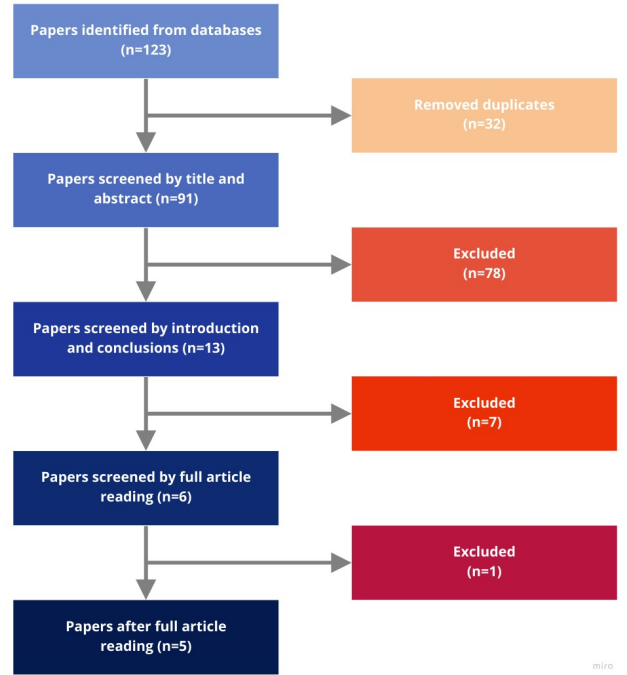 Papers identified from databases
(n=123)
Removed duplicates
(n=32)
Papers screened by title and
abstract (n=91)
Excluded
(n=78)
Papers screened by introduction
and conclusions (n=13)
Excluded
(n=7)
Papers screened by full article
reading (n=6)
Excluded
(n=1)
Papers after full article
reading (n=5)
miro